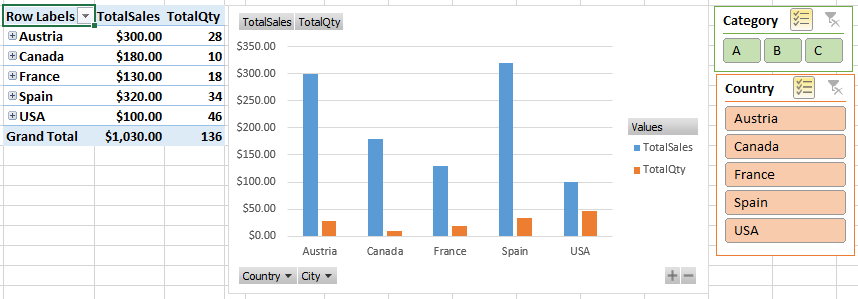 Row Labels TotalSales TotalQty
Austria $300.00 28
Canada $180.00 10
France $130.00 18
Spain $320.00 34
USA $100.00 46
Grand Total $1,030.00 136
TotalSales TotalQty
$350.00
$300.00
$250.00
$200.00
$150.00
$100.00
$50.00
$0.00
Austria Canada France Spain USA
Values
TotalSales
TotalQty
Country City
Category
A B C
Country
Austria
Canada
France
Spain
USA